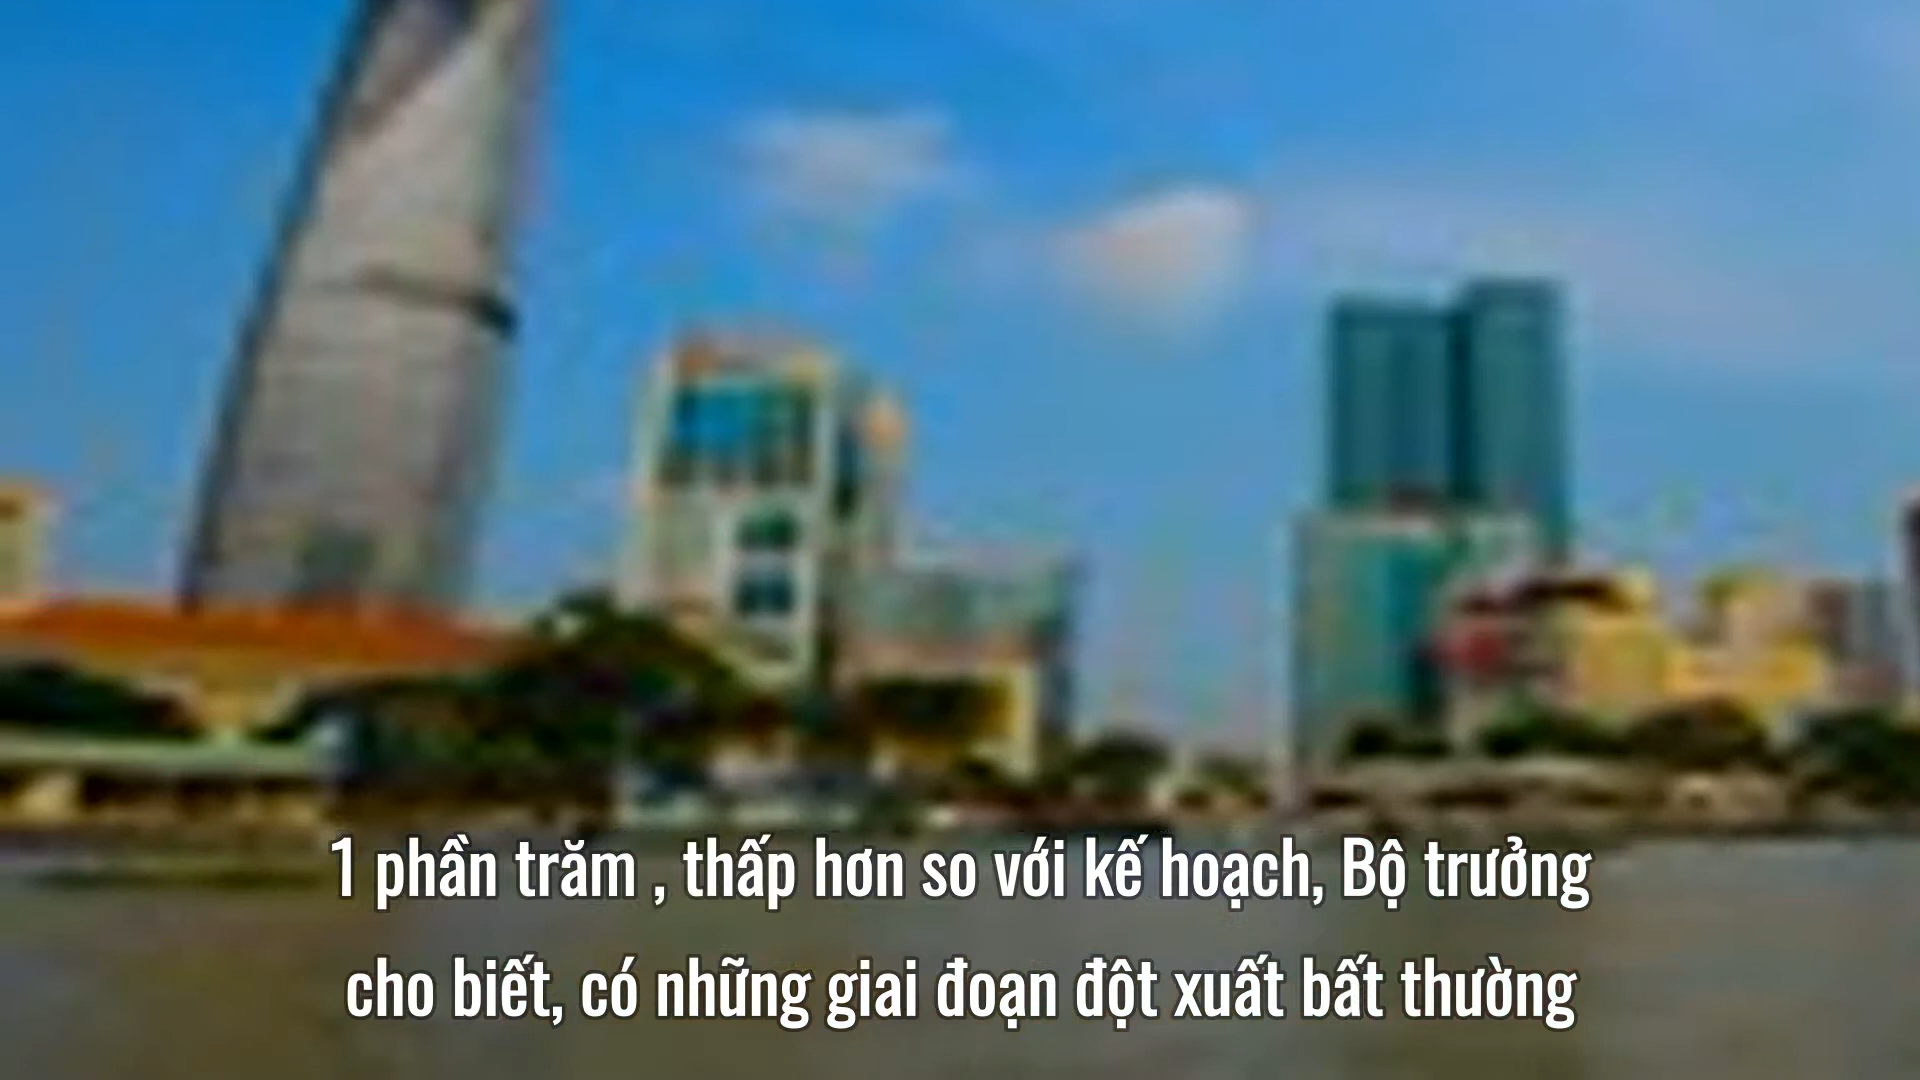 1 phần trăm , thấp hơn so với kế hoạch, Bộ trưởng
cho biết, có những giai đoạn đột xuất bất thường